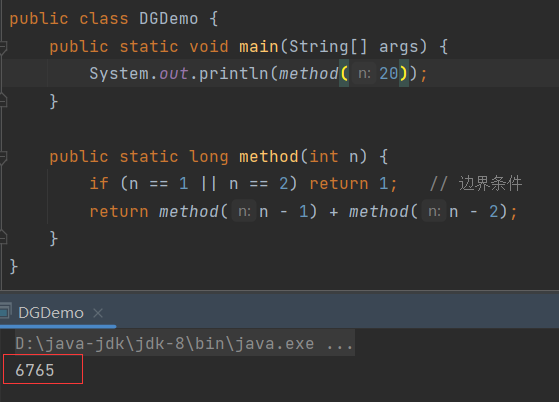 public class DGDemo {
public static void main(String[] args) {
System.out.println(method( n: 20));
}
public static long method(int n) {
if (n == 1 || n == 2) return 1; // 边界条件
return method( n: n - 1) + method( n: n - 2);
}
}
DGDemo ×
D:\java-jdk\jdk-8\bin\java.exe ...
6765